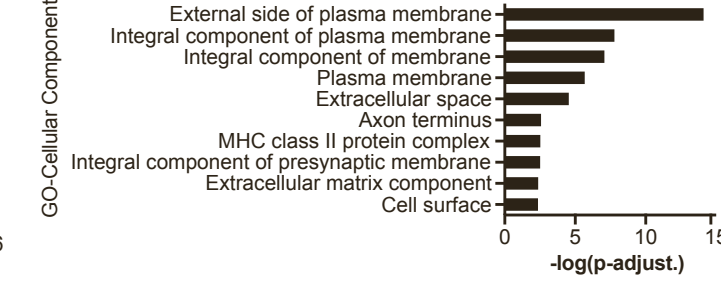 GO-Cellular Component
External side of plasma membrane
Integral component of plasma membrane
Integral component of membrane
Plasma membrane
Extracellular space
Axon terminus
MHC class II protein complex
Integral component of presynaptic membrane
Extracellular matrix component
Cell surface
0 5 10 15
-log(p-adjust.)